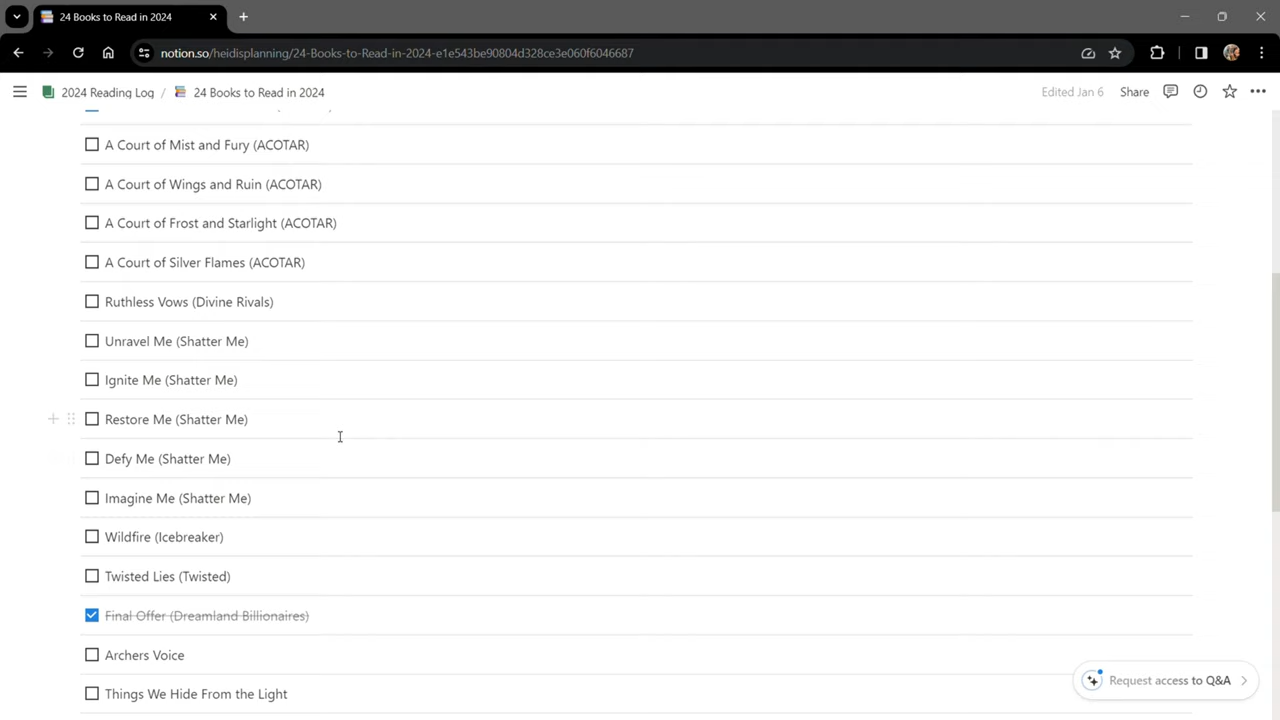 24 Books to Read in 2024
notion.so/heidisplanning/24-Books-to-Read-in-2024-e1e543be90804d328ce3e060f6046687
2024 Reading Log / 24 Books to Read in 2024
Edited Jan 6 Share
A Court of Mist and Fury (ACOTAR)
A Court of Wings and Ruin (ACOTAR)
A Court of Frost and Starlight (ACOTAR)
A Court of Silver Flames (ACOTAR)
Ruthless Vows (Divine Rivals)
Unravel Me (Shatter Me)
Ignite Me (Shatter Me)
Restore Me (Shatter Me)
Defy Me (Shatter Me)
Imagine Me (Shatter Me)
Wildfire (Icebreaker)
Twisted Lies (Twisted)
Final Offer (Dreamland Billionaires)
Archers Voice
Things We Hide From the Light
Request access to Q&A